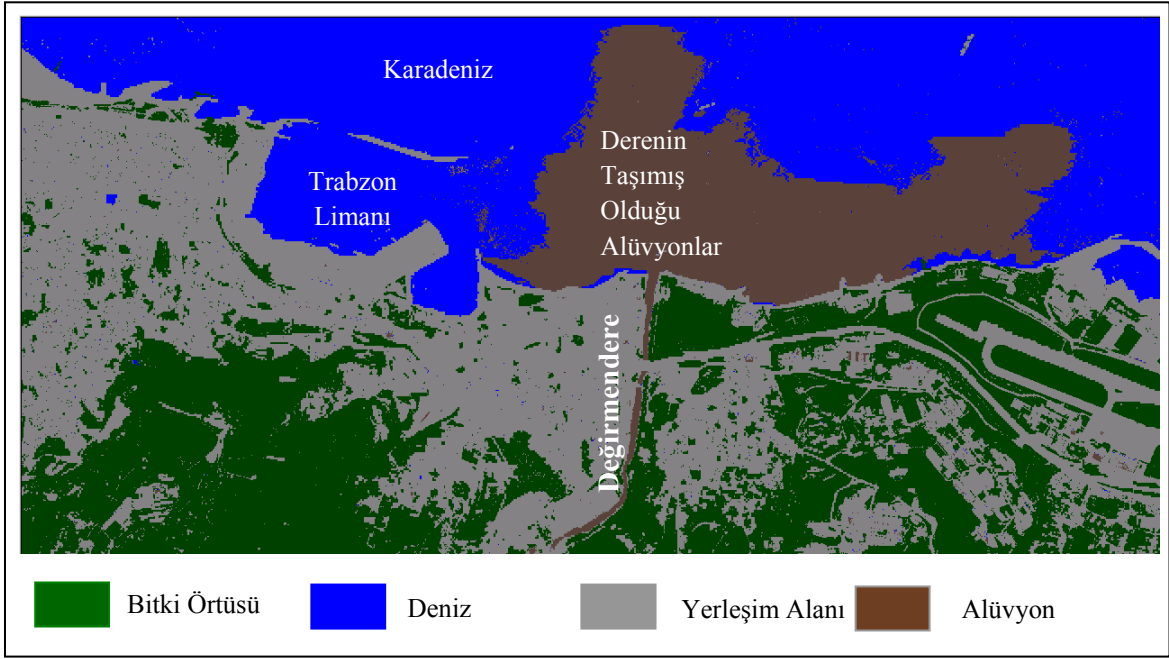 Karadeniz
Derenin
Taşımış
Olduğu
Alüvyonlar
Trabzon
Limanı
Değirmendere
Bitki Örtüsü
Deniz
Yerleşim Alanı
Alüvyon